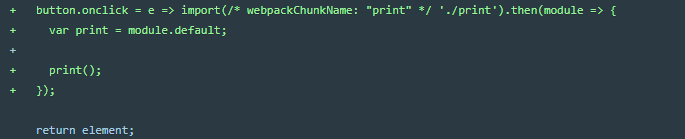 +   button.onclick = e => import(/* webpackChunkName: "print" */ './print').then(module => {
+     var print = module.default;
+
+     print();
+   });
    return element;